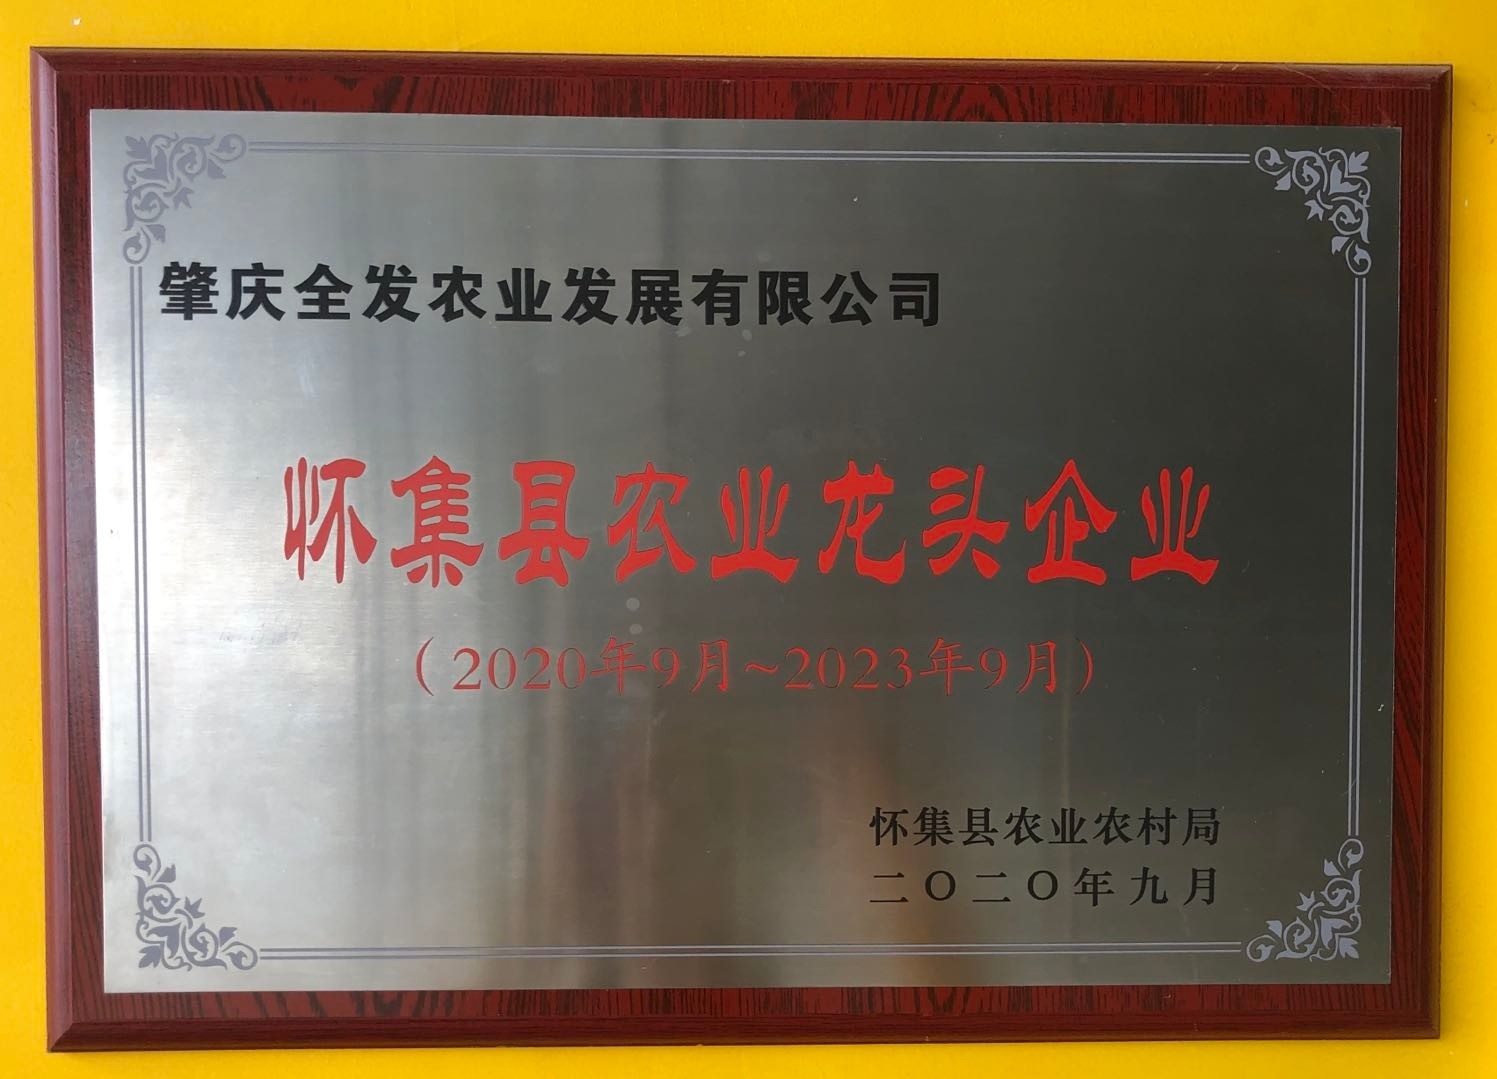 肇庆全发农业发展有限公司
怀集县农业龙头企业
（2020年9月~2023年9月）
怀集县农业农村局
二〇二〇年九月